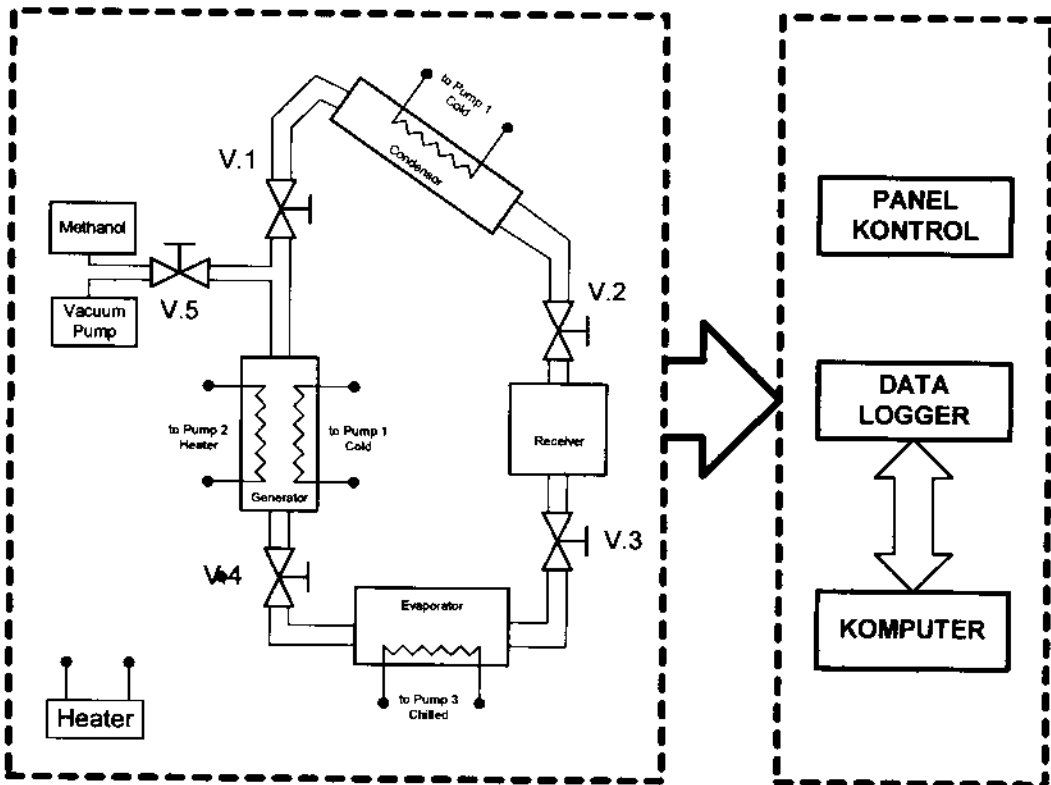 to Pump 1
Cold
Condensor
V.1
Methanol
V.5
Vacuum
Pump
V.2
to Pump 2
Heater
to Pump 1
Cold
Generator
Receiver
V.4
V.3
Evaporator
to Pump 3
Chilled
Heater
PANEL
KONTROL
DATA
LOGGER
KOMPUTER